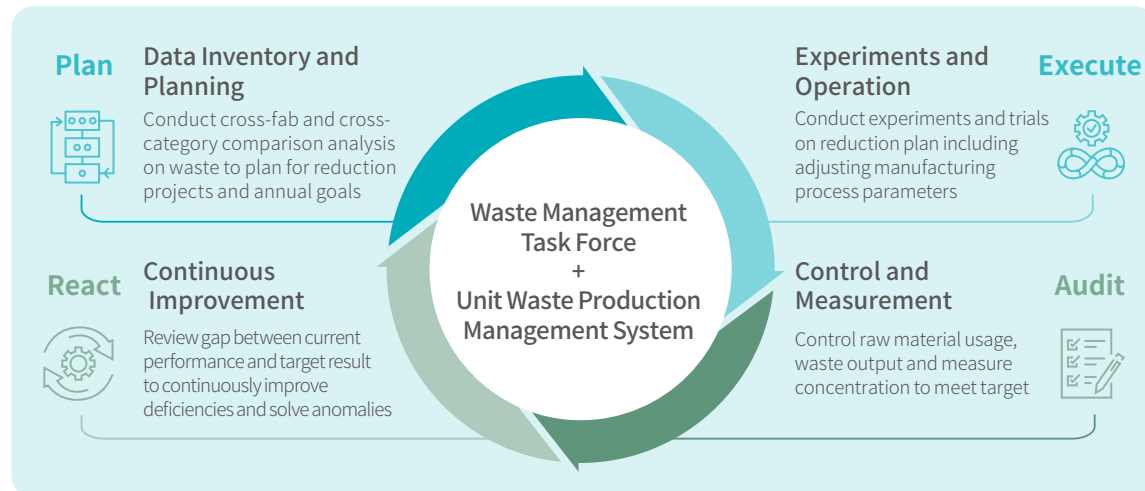 Plan
Data Inventory and
Planning
Conduct cross-fab and cross-
category comparison analysis
on waste to plan for reduction
projects and annual goals
Experiments and
Operation
Execute
Conduct experiments and trials
on reduction plan including
adjusting manufacturing
process parameters
Waste Management
Task Force
+
Unit Waste Production
Management System
React
Continuous
Improvement
Review gap between current
performance and target result
to continuously improve
deficiencies and solve anomalies
Control and
Measurement
Audit
Control raw material usage,
waste output and measure
concentration to meet target